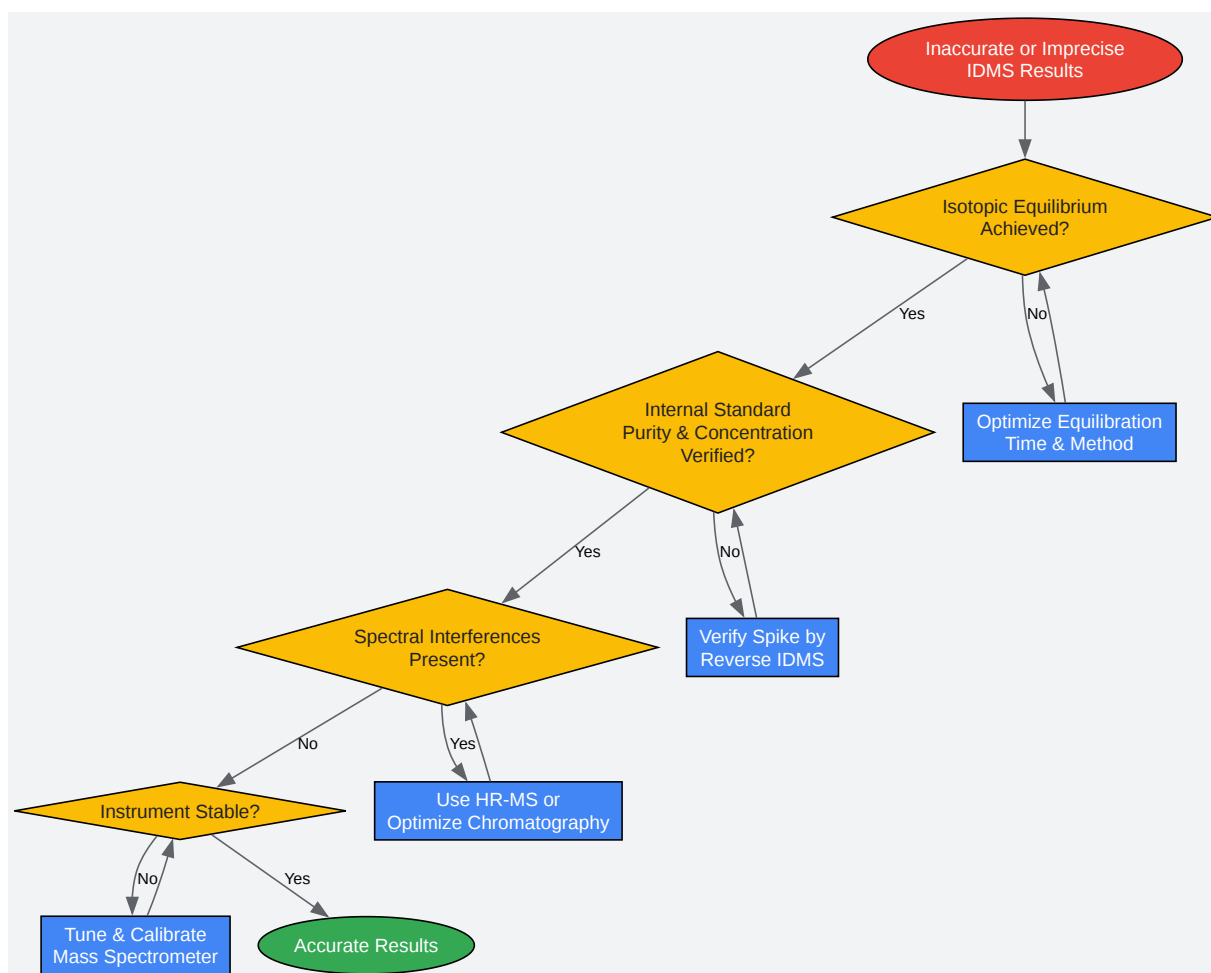 Inaccurate or Imprecise
IDMS Results
Isotopic Equilibrium
Achieved?
Yes
No
Internal Standard
Purity & Concentration
Verified?
Optimize Equilibration
Time & Method
Yes
No
Spectral Interferences
Present?
Verify Spike by
Reverse IDMS
No
Yes
Instrument Stable?
Use HR-MS or
Optimize Chromatography
No
Yes
Tune & Calibrate
Mass Spectrometer
Accurate Results